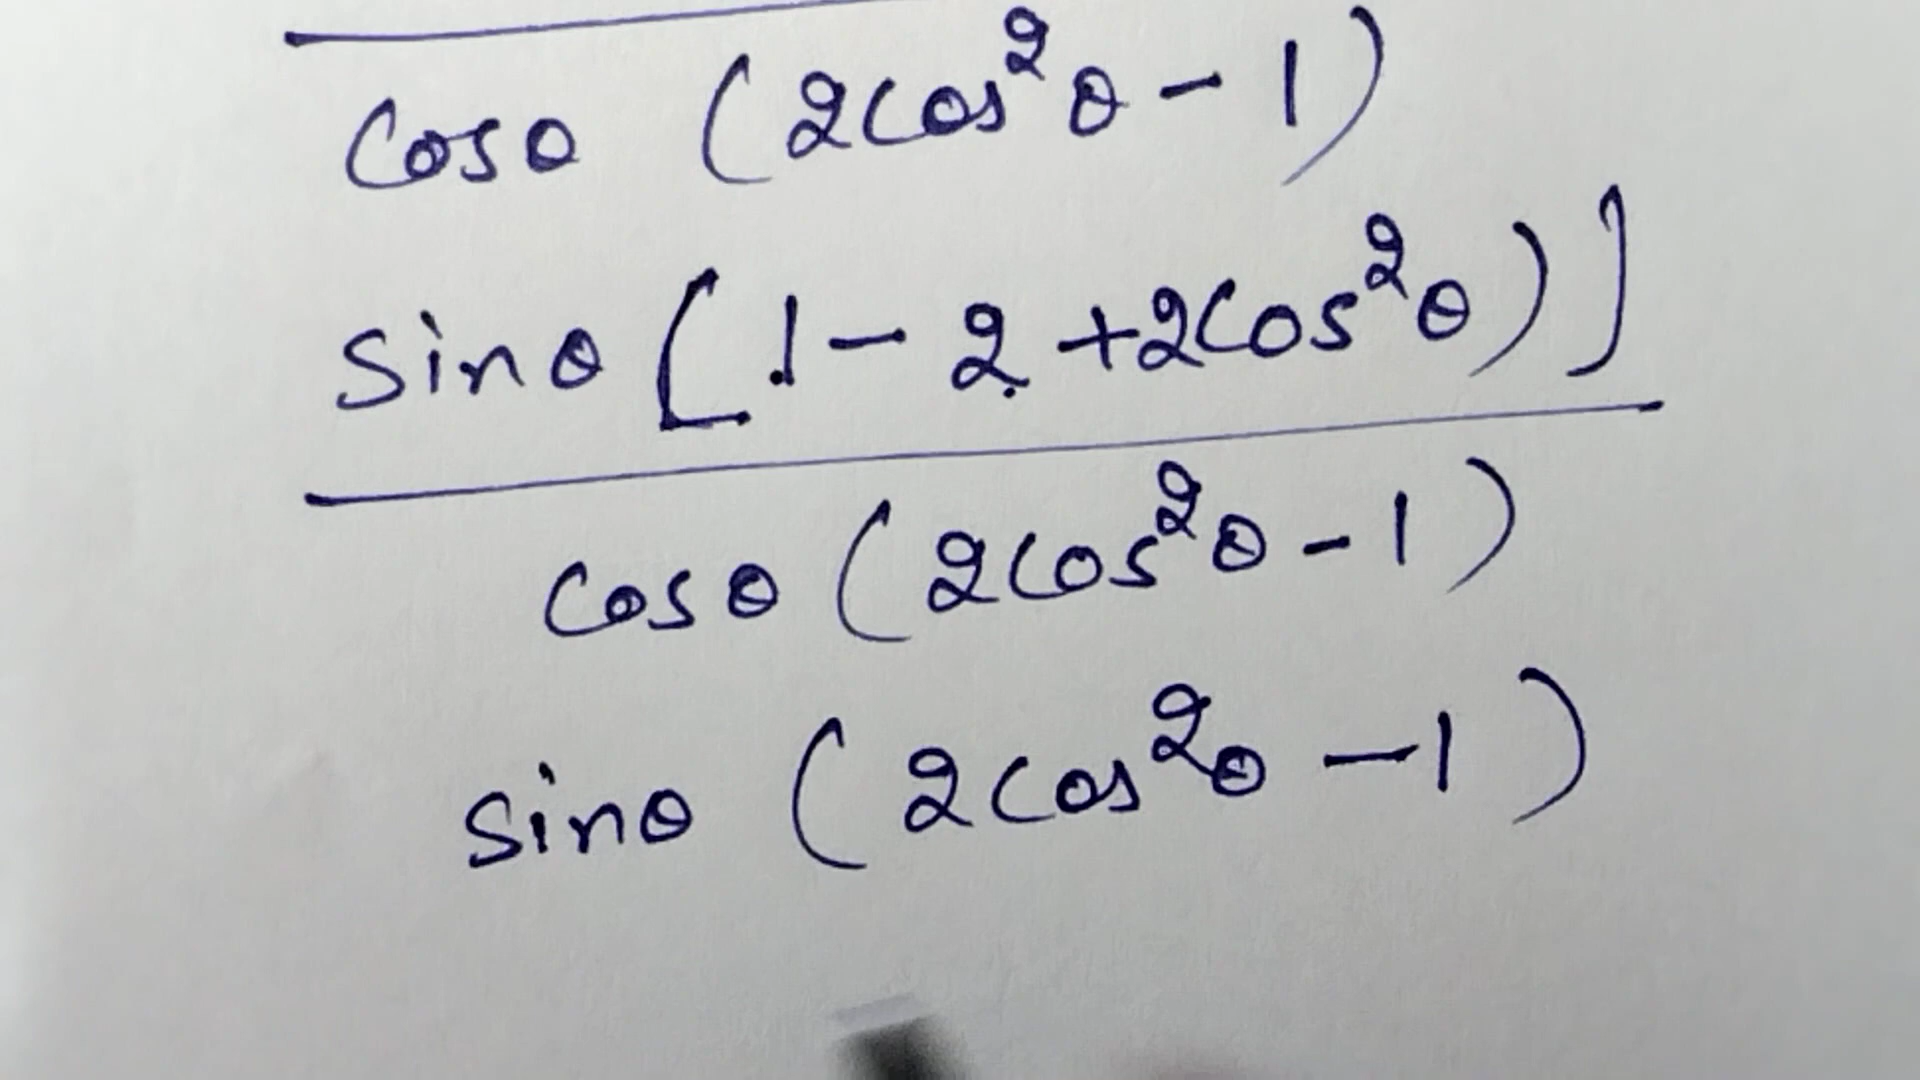 cosθ (2cos²θ - 1)
sinθ [1 - 2 + 2cos²θ)]
cosθ (2cos²θ - 1)
sinθ (2cos²θ - 1)